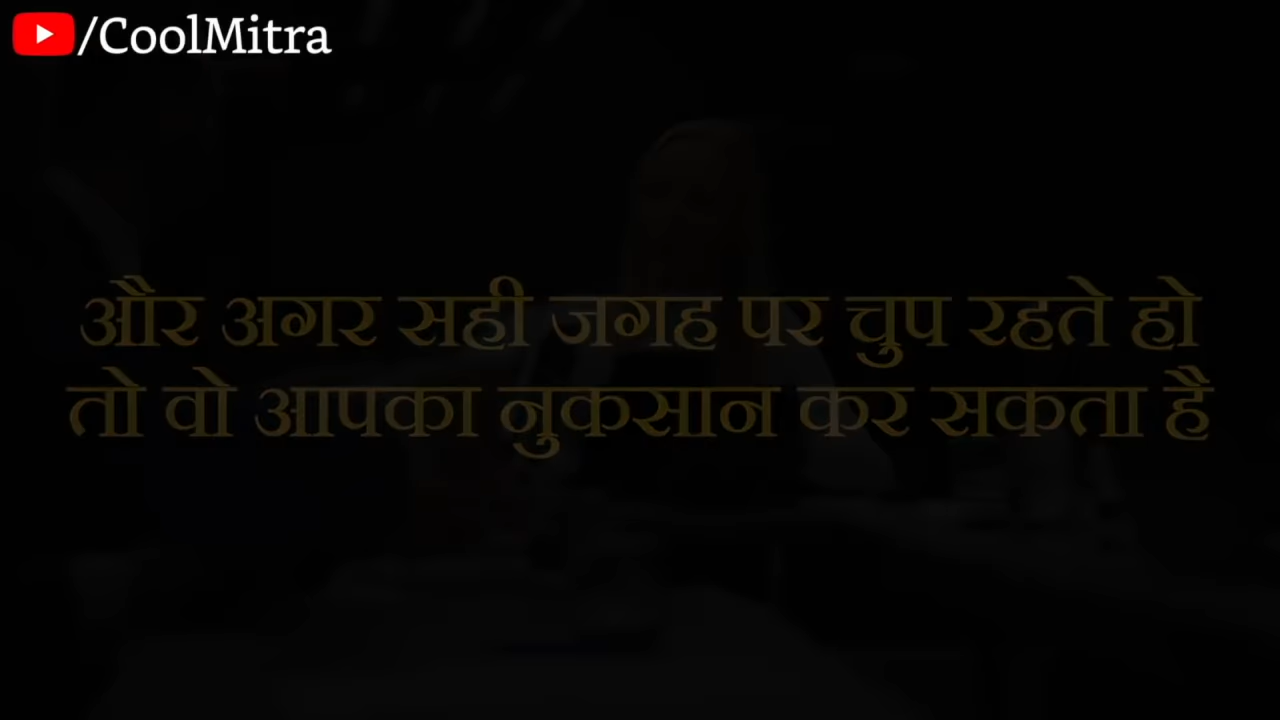 /CoolMitra
और अगर सही जगह पर चुप रहते हो
तो वो आपका नुकसान कर सकता है